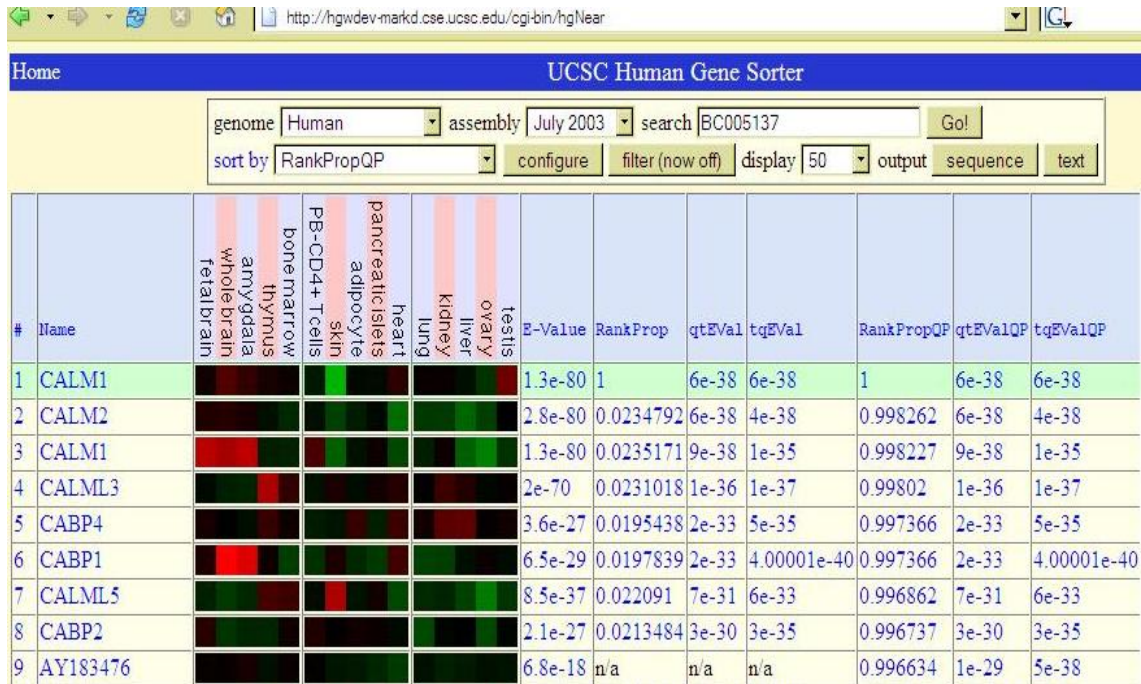 http://hgwdev-markd.cse.ucsc.edu/cgi-bin/hgNear
G
Home UCSC Human Gene Sorter
genome Human assembly July 2003 search BC005137 Go!
sort by RankPropQP configure filter (now off) display 50 output sequence text
# Name fetal brain whole brain amygdala thymus bone marrow PB-CD4+ Tcells skin adipocyte pancreatic islets heart lung kidney liver ovary testis E-Value RankProp qtEVal tqEVal RankPropQP qtEValQP tqEValQP
1 CALM1 1.3e-80 1 6e-38 6e-38 1 6e-38 6e-38
2 CALM2 2.8e-80 0.0234792 6e-38 4e-38 0.998262 6e-38 4e-38
3 CALM1 1.3e-80 0.0235171 9e-38 1e-35 0.998227 9e-38 1e-35
4 CALML3 2e-70 0.0231018 1e-36 1e-37 0.99802 1e-36 1e-37
5 CABP4 3.6e-27 0.0195438 2e-33 5e-35 0.997366 2e-33 5e-35
6 CABP1 6.5e-29 0.0197839 2e-33 4.00001e-40 0.997366 2e-33 4.00001e-40
7 CALML5 8.5e-37 0.022091 7e-31 6e-33 0.996862 7e-31 6e-33
8 CABP2 2.1e-27 0.0213484 3e-30 3e-35 0.996737 3e-30 3e-35
9 AY183476 6.8e-18 n/a n/a n/a 0.996634 1e-29 5e-38